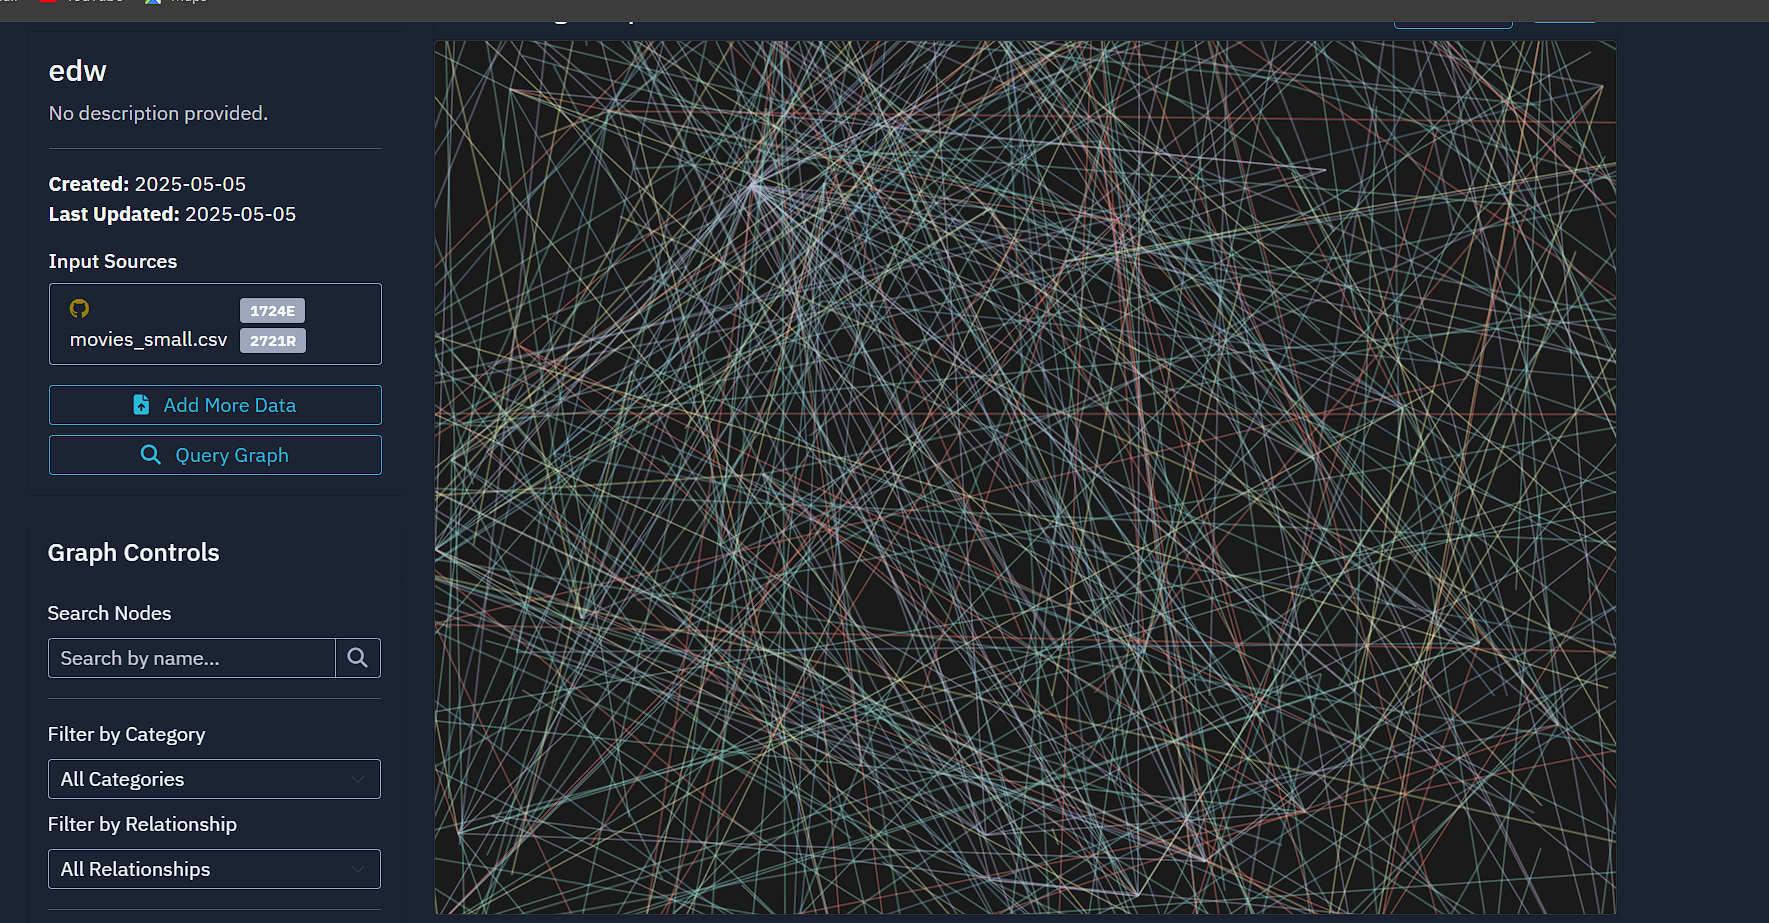 edw
No description provided.
Created: 2025-05-05
Last Updated: 2025-05-05
Input Sources
1724E
movies_small.csv
2721R
Add More Data
Query Graph
Graph Controls
Search Nodes
Search by name...
Filter by Category
All Categories
Filter by Relationship
All Relationships